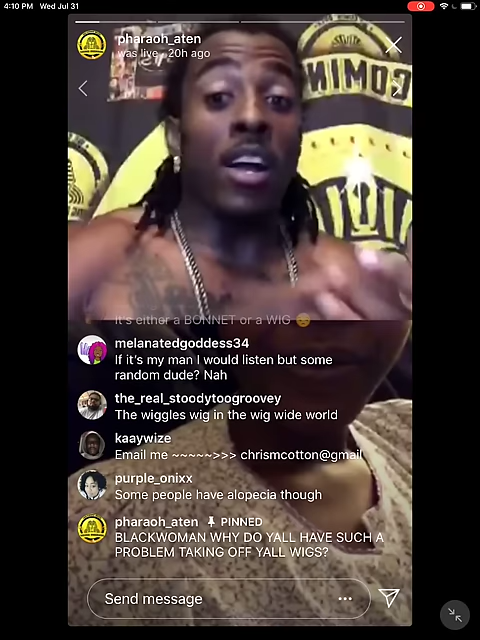 4:10 PM Wed Jul 31
pharaoh_aten
was live · 20h ago
COMIN
It's either a BONNET or a WIG 😔
melanatedgoddess34
If it's my man I would listen but some
random dude? Nah
the_real_stoodytoogroovey
The wiggles wig in the wig wide world
kaaywize
Email me ~~~~~>>> chrismcotton@gmail
purple_onixx
Some people have alopecia though
pharaoh_aten PINNED
BLACKWOMAN WHY DO YALL HAVE SUCH A
PROBLEM TAKING OFF YALL WIGS?
Send message